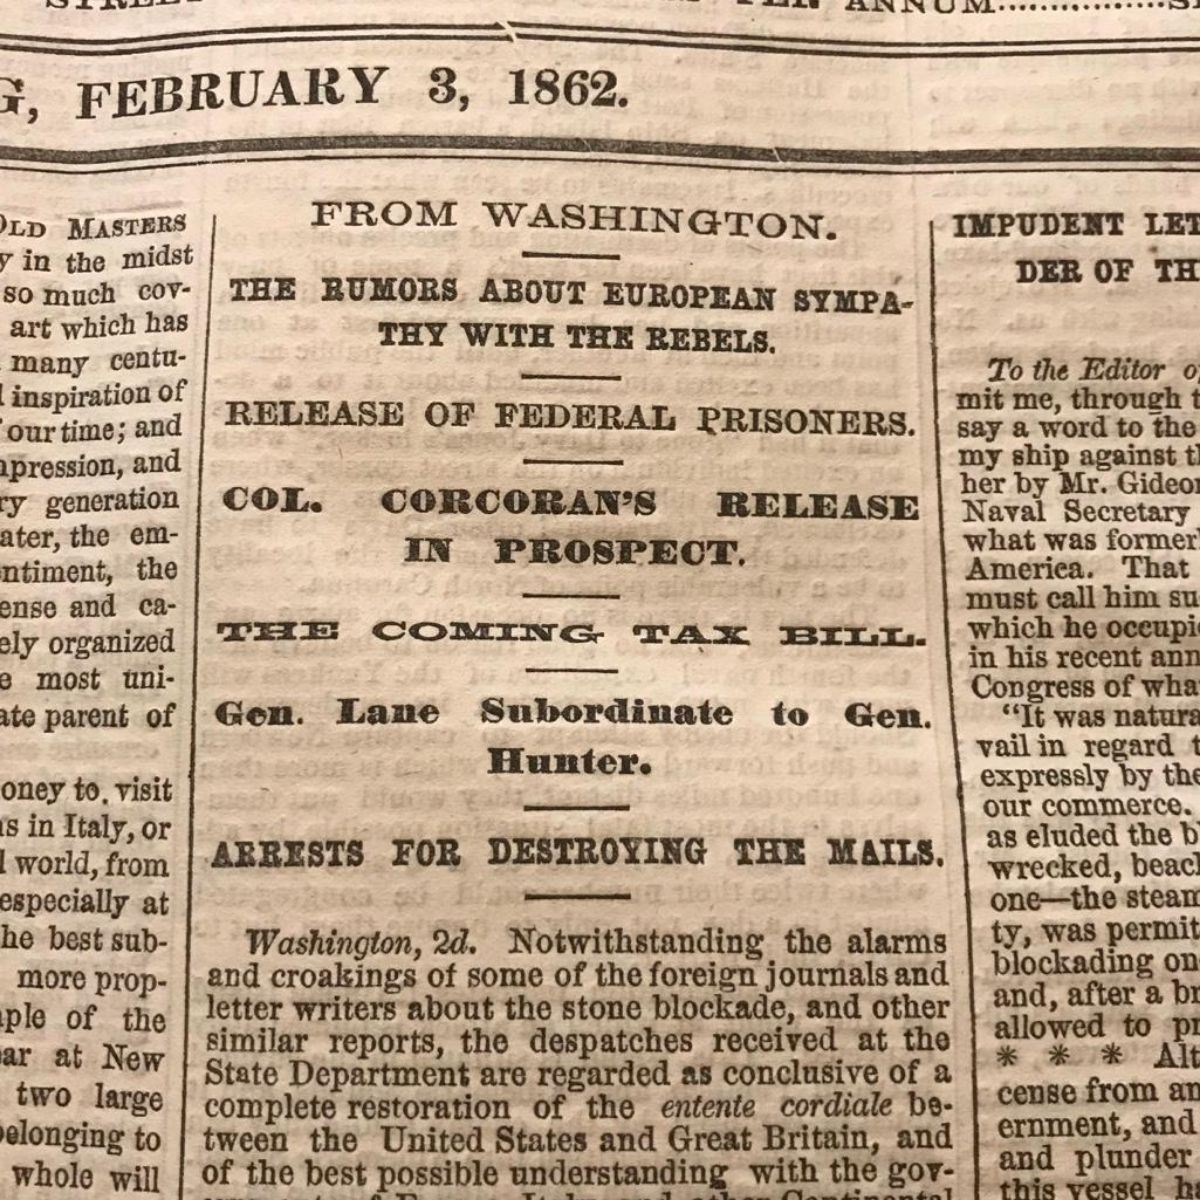 ANNUM
G, FEBRUARY 3, 1862.
OLD MASTERS
y in the midst
so much cov-
art which has
many centu-
inspiration of
our time; and
pression, and
ry generation
ater, the em-
ntiment, the
ense and ca-
ely organized
e most uni-
ate parent of
oney to visit
s in Italy, or
world, from
especially at
he best sub-
more prop-
ple of the
ar at New
two large
belonging to
whole will
FROM WASHINGTON.
THE RUMORS ABOUT EUROPEAN SYMPA-
THY WITH THE REBELS.
RELEASE OF FEDERAL PRISONERS.
COL. CORCORAN'S RELEASE
IN PROSPECT.
THE COMING TAX BILL.
Gen. Lane Subordinate to Gen.
Hunter.
ARRESTS FOR DESTROYING THE MAILS.
Washington, 2d. Notwithstanding the alarms
and croakings of some of the foreign journals and
letter writers about the stone blockade, and other
similar reports, the despatches received at the
State Department are regarded as conclusive of a
complete restoration of the entente cordiale be-
tween the United States and Great Britain, and
of the best possible understanding with the gov-
IMPUDENT LET
DER OF TH
To the Editor o
mit me, through t
say a word to the
my ship against th
her by Mr. Gideon
Naval Secretary
what was former
America. That
must call him su
which he occupi
in his recent ann
Congress of wha
"It was natura
vail in regard t
expressly by the
our commerce.
as eluded the b
wrecked, beac
one—the steam
ty, was permit
blockading on
and, after a br
allowed to pr
* * * Alt
cense from an
ernment, and
and plunder
this vessel